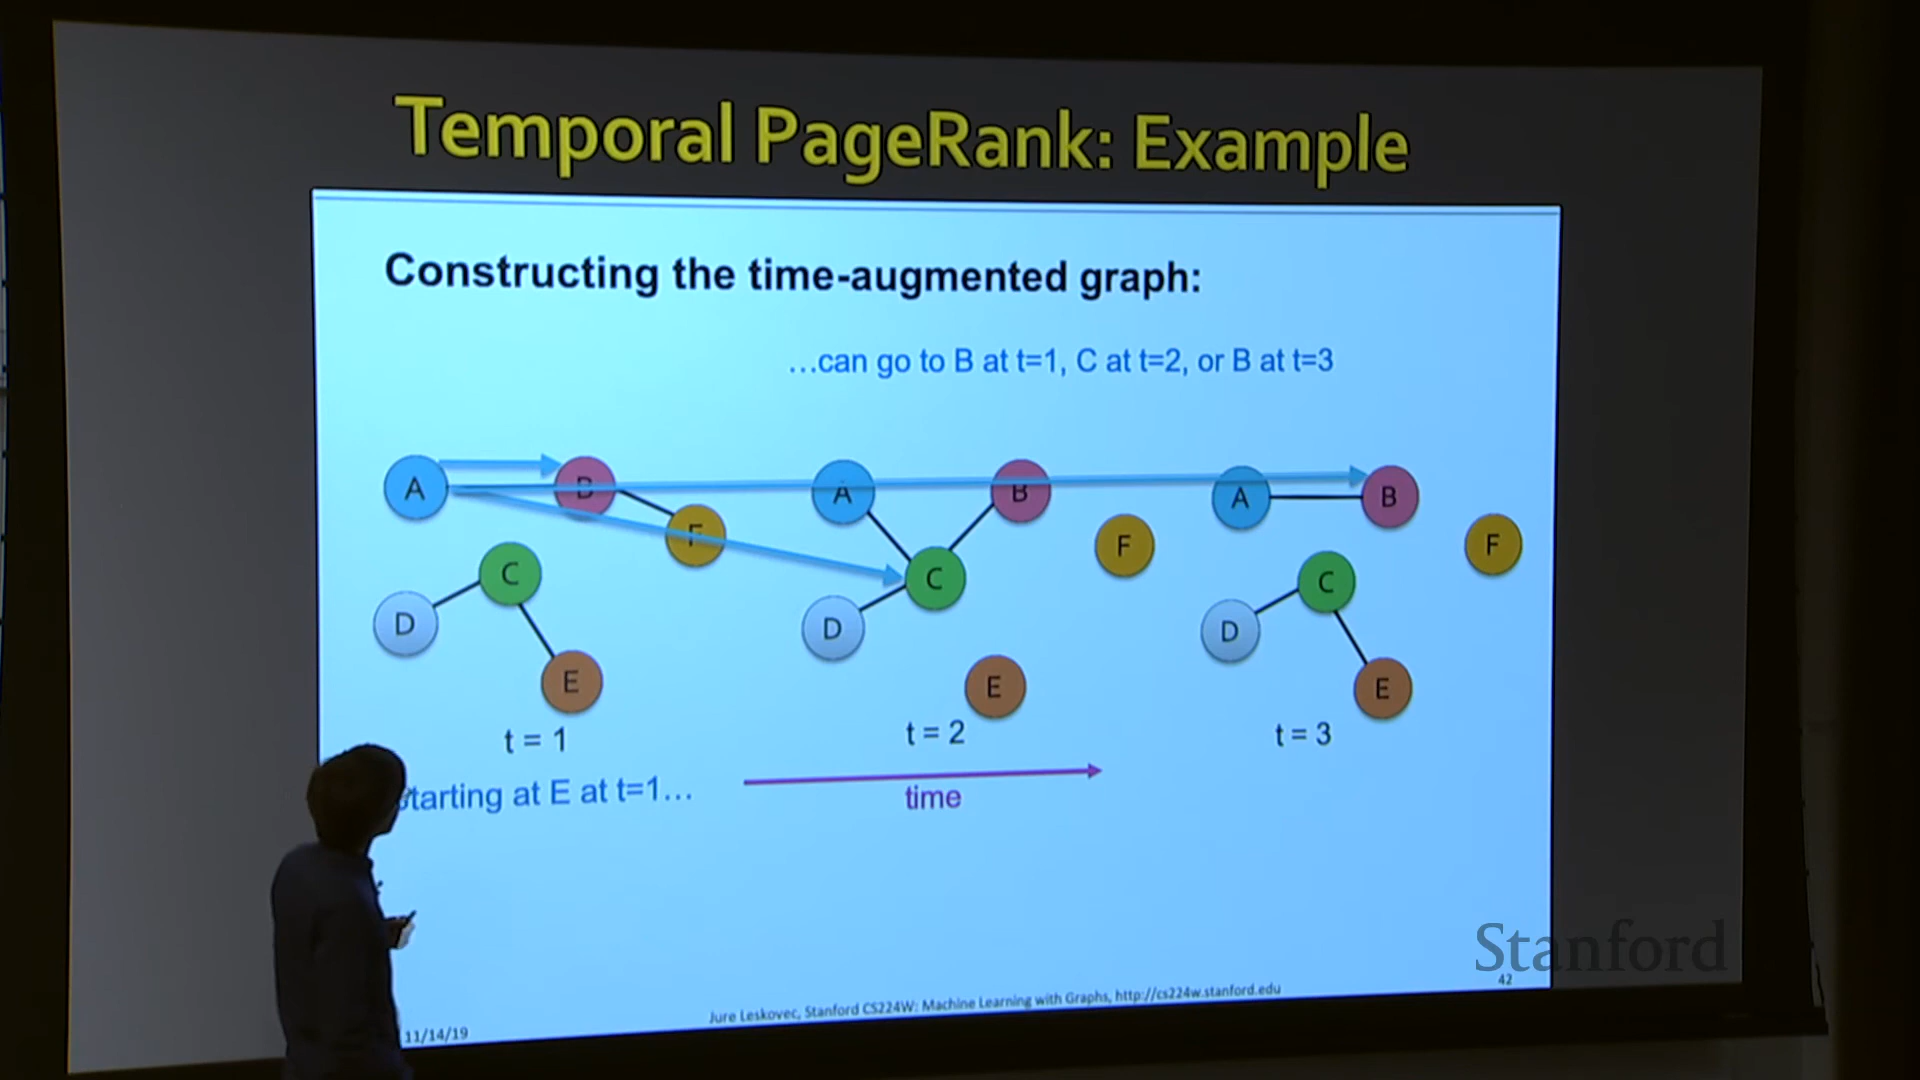 Temporal PageRank: Example
Constructing the time-augmented graph:
...can go to B at t=1, C at t=2, or B at t=3
A B A B A B
F F F
C C C
D D D
E E E
t = 1 t = 2 t = 3
starting at E at t=1...
time
Stanford
42
Jure Leskovec, Stanford CS224W: Machine Learning with Graphs, http://cs224w.stanford.edu
11/14/19